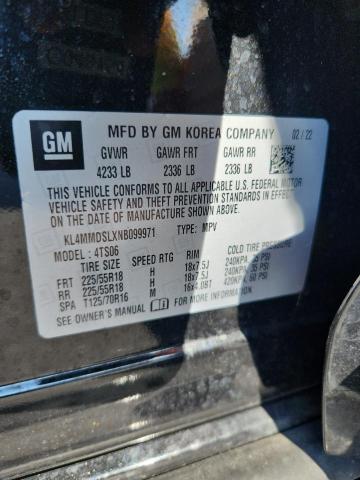 GM
MFD BY GM KOREA COMPANY 02/22
GVWR GAWR FRT GAWR RR
4233 LB 2336 LB 2336 LB
THIS VEHICLE CONFORMS TO ALL APPLICABLE U.S. FEDERAL MOTOR
VEHICLE SAFETY, BUMPER, AND THEFT PREVENTION STANDARDS
IN EFFECT ON THE DATE OF MANUFACTURE SHOWN ABOVE.
KL4MMDSLXNB099971 TYPE: MPV
MODEL: 4TS06
TIRE SIZE SPEED RTG RIM COLD TIRE PRESSURE
FRT 225/55R18 H 18x7.5J 240KPA, 35 PSI
RR 225/55R18 H 18x7.5J 240KPA, 35 PSI
SPA T125/70R16 M 16x4.0BT 420KPA, 60 PSI
SEE OWNER'S MANUAL FOR ADDITIONAL INFORMATION.